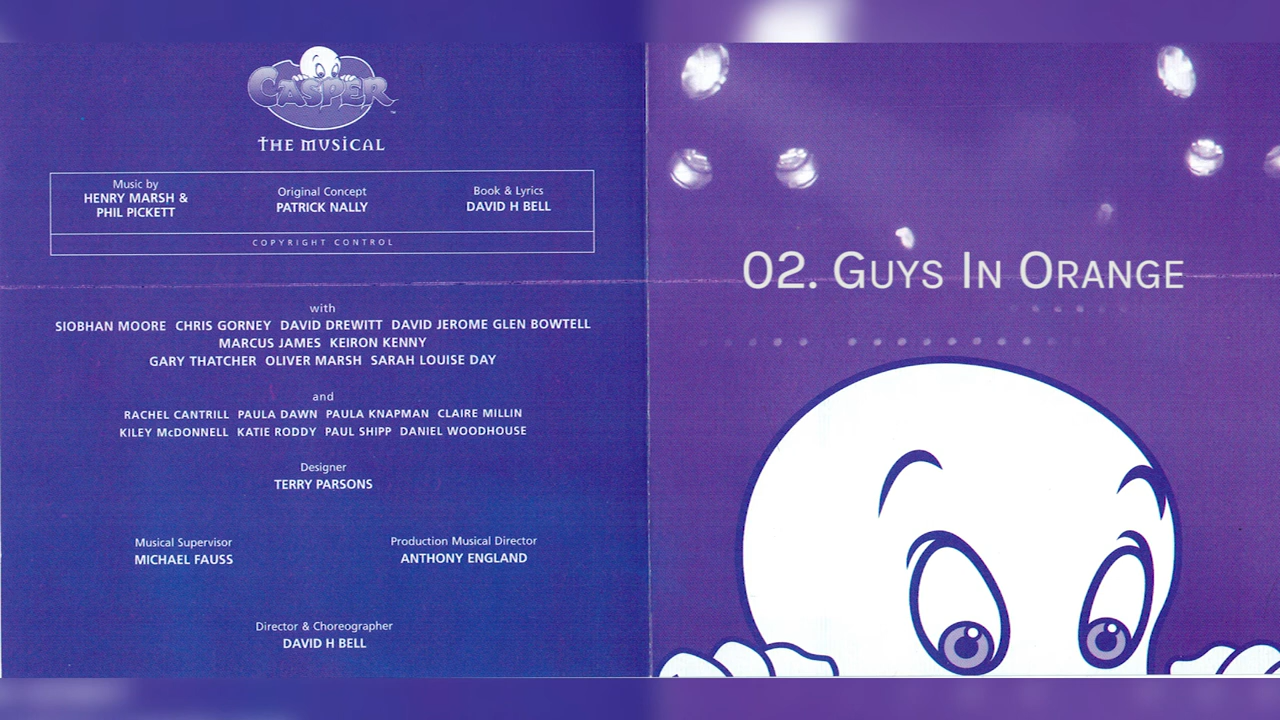 CASPER
THE MUSICAL
Music by
HENRY MARSH &
PHIL PICKETT
Original Concept
PATRICK NALLY
Book & Lyrics
DAVID H BELL
COPYRIGHT CONTROL
with
SIOBHAN MOORE CHRIS GORNEY DAVID DREWITT DAVID JEROME GLEN BOWTELL
MARCUS JAMES KEIRON KENNY
GARY THATCHER OLIVER MARSH SARAH LOUISE DAY
and
RACHEL CANTRILL PAULA DAWN PAULA KNAPMAN CLAIRE MILLIN
KILEY McDONNELL KATIE RODDY PAUL SHIPP DANIEL WOODHOUSE
Designer
TERRY PARSONS
Musical Supervisor
MICHAEL FAUSS
Production Musical Director
ANTHONY ENGLAND
Director & Choreographer
DAVID H BELL
02. GUYS IN ORANGE